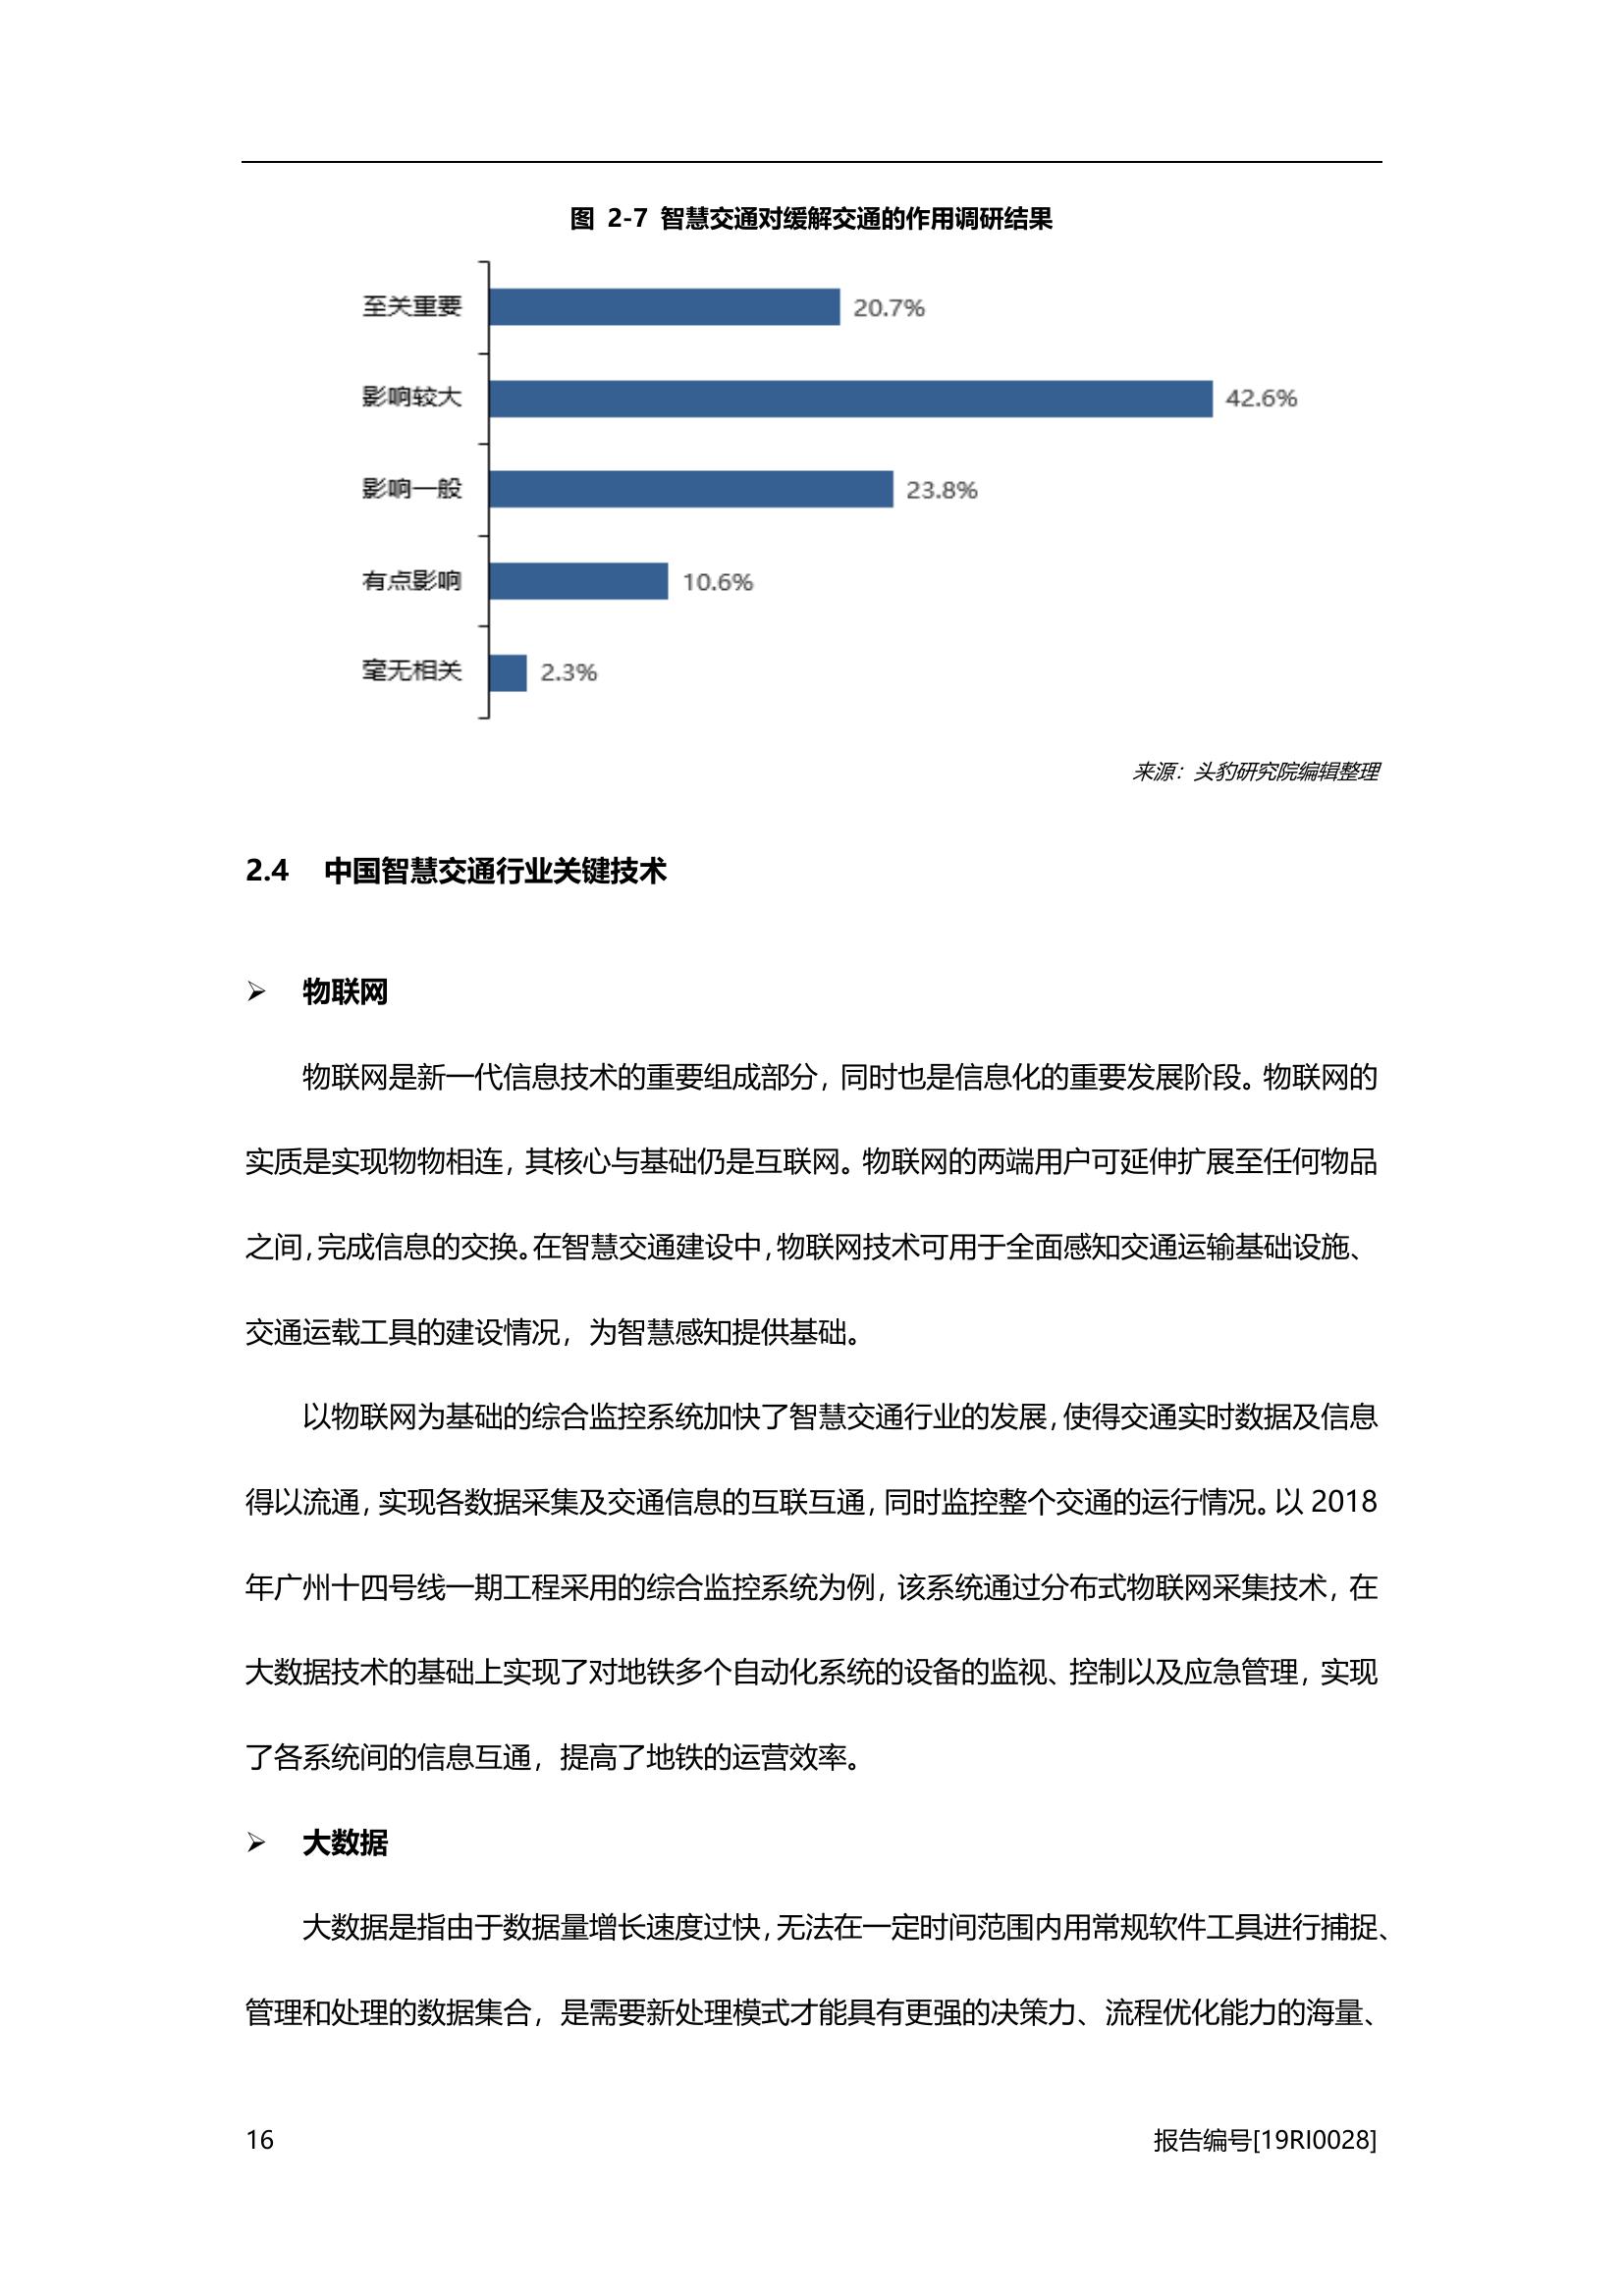 图 2-7 智慧交通对缓解交通的作用调研结果
至关重要 20.7%
影响较大 42.6%
影响一般 23.8%
有点影响 10.6%
毫无相关 2.3%
来源：头豹研究院编辑整理
2.4 中国智慧交通行业关键技术
➢ 物联网
物联网是新一代信息技术的重要组成部分，同时也是信息化的重要发展阶段。物联网的
实质是实现物物相连，其核心与基础仍是互联网。物联网的两端用户可延伸扩展至任何物品
之间，完成信息的交换。在智慧交通建设中，物联网技术可用于全面感知交通运输基础设施、
交通运载工具的建设情况，为智慧感知提供基础。
以物联网为基础的综合监控系统加快了智慧交通行业的发展，使得交通实时数据及信息
得以流通，实现各数据采集及交通信息的互联互通，同时监控整个交通的运行情况。以 2018
年广州十四号线一期工程采用的综合监控系统为例，该系统通过分布式物联网采集技术，在
大数据技术的基础上实现了对地铁多个自动化系统的设备的监视、控制以及应急管理，实现
了各系统间的信息互通，提高了地铁的运营效率。
➢ 大数据
大数据是指由于数据量增长速度过快，无法在一定时间范围内用常规软件工具进行捕捉、
管理和处理的数据集合，是需要新处理模式才能具有更强的决策力、流程优化能力的海量、
16 报告编号[19RI0028]